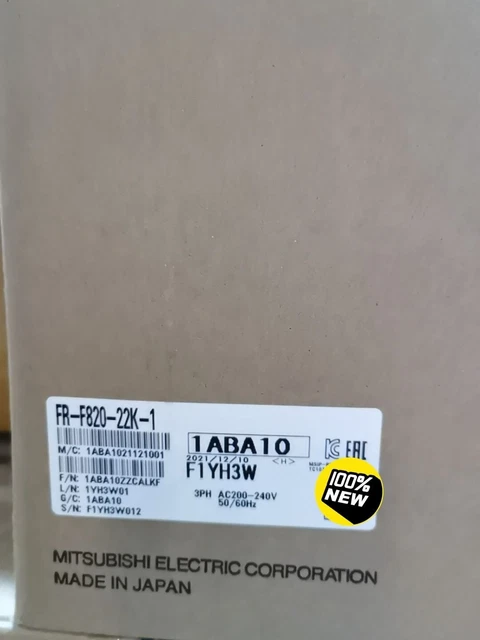 FR-F820-22K-1
M/C: 1ABA1021121001
F/N: 1ABA10ZZCALKF
L/N: 1YH3W01
G/C: 1ABA10
S/N: F1YH3W012
1ABA10
2021/12/10 <H>
F1YH3W
3PH AC200-240V
50/60Hz
EAC
100%
NEW
MITSUBISHI ELECTRIC CORPORATION
MADE IN JAPAN